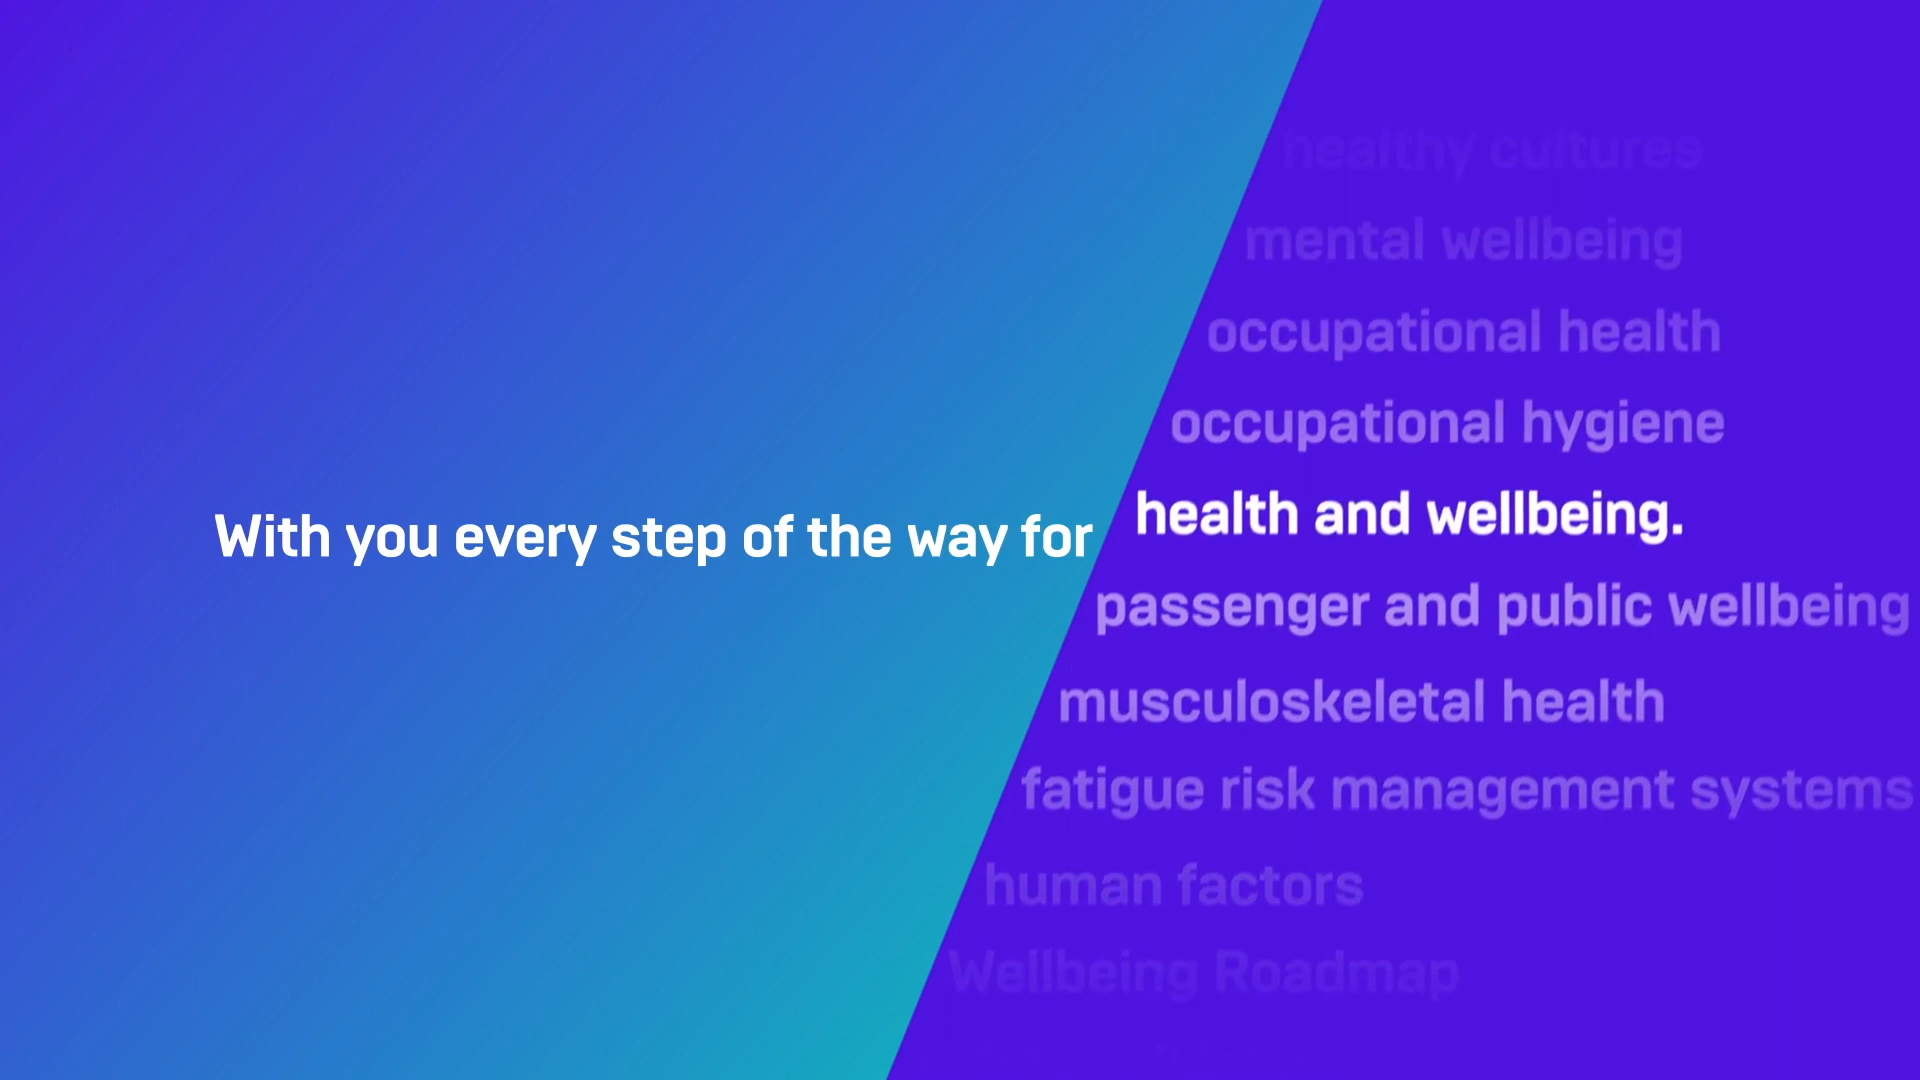 healthy cultures
mental wellbeing
occupational health
occupational hygiene
With you every step of the way for health and wellbeing.
passenger and public wellbeing
musculoskeletal health
fatigue risk management systems
human factors
Wellbeing Roadmap